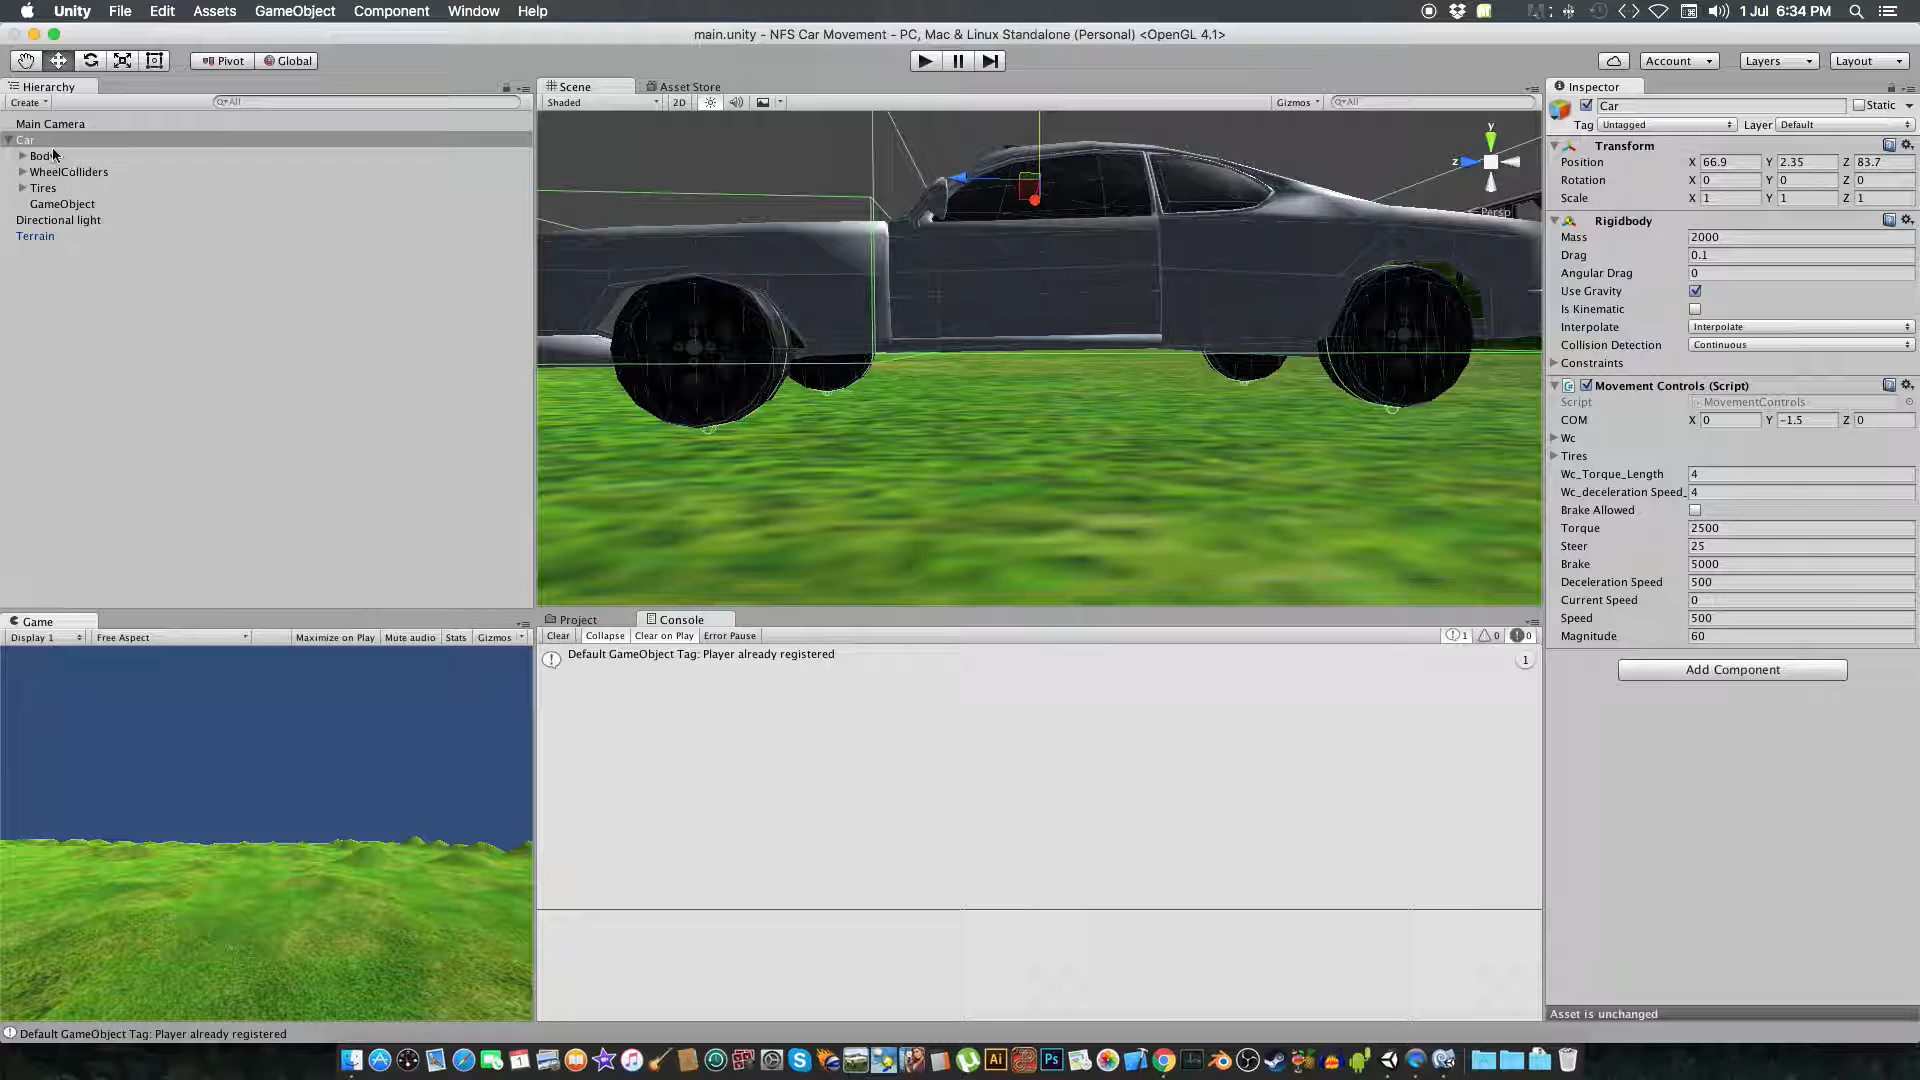 Unity File Edit Assets GameObject Component Window Help 1 Jul 6:34 PM
main.unity - NFS Car Movement - PC, Mac & Linux Standalone (Personal) <OpenGL 4.1>
Pivot Global Account Layers Layout
Hierarchy
Create All
Main Camera
Car
Body
WheelColliders
Tires
GameObject
Directional light
Terrain
Scene Asset Store
Shaded 2D Gizmos All
y
z
Persp
Inspector
Car Static
Tag Untagged Layer Default
Transform
Position X 66.9 Y 2.35 Z 83.7
Rotation X 0 Y 0 Z 0
Scale X 1 Y 1 Z 1
Rigidbody
Mass 2000
Drag 0.1
Angular Drag 0
Use Gravity
Is Kinematic
Interpolate Interpolate
Collision Detection Continuous
Constraints
Movement Controls (Script)
Script MovementControls
COM X 0 Y -1.5 Z 0
Wc
Tires
Wc_Torque_Length 4
Wc_deceleration Speed_ 4
Brake Allowed
Torque 2500
Steer 25
Brake 5000
Deceleration Speed 500
Current Speed 0
Speed 500
Magnitude 60
Add Component
Asset is unchanged
Game
Display 1 Free Aspect Maximize on Play Mute audio Stats Gizmos
Project Console
Clear Collapse Clear on Play Error Pause 1 0 0
Default GameObject Tag: Player already registered 1
Default GameObject Tag: Player already registered